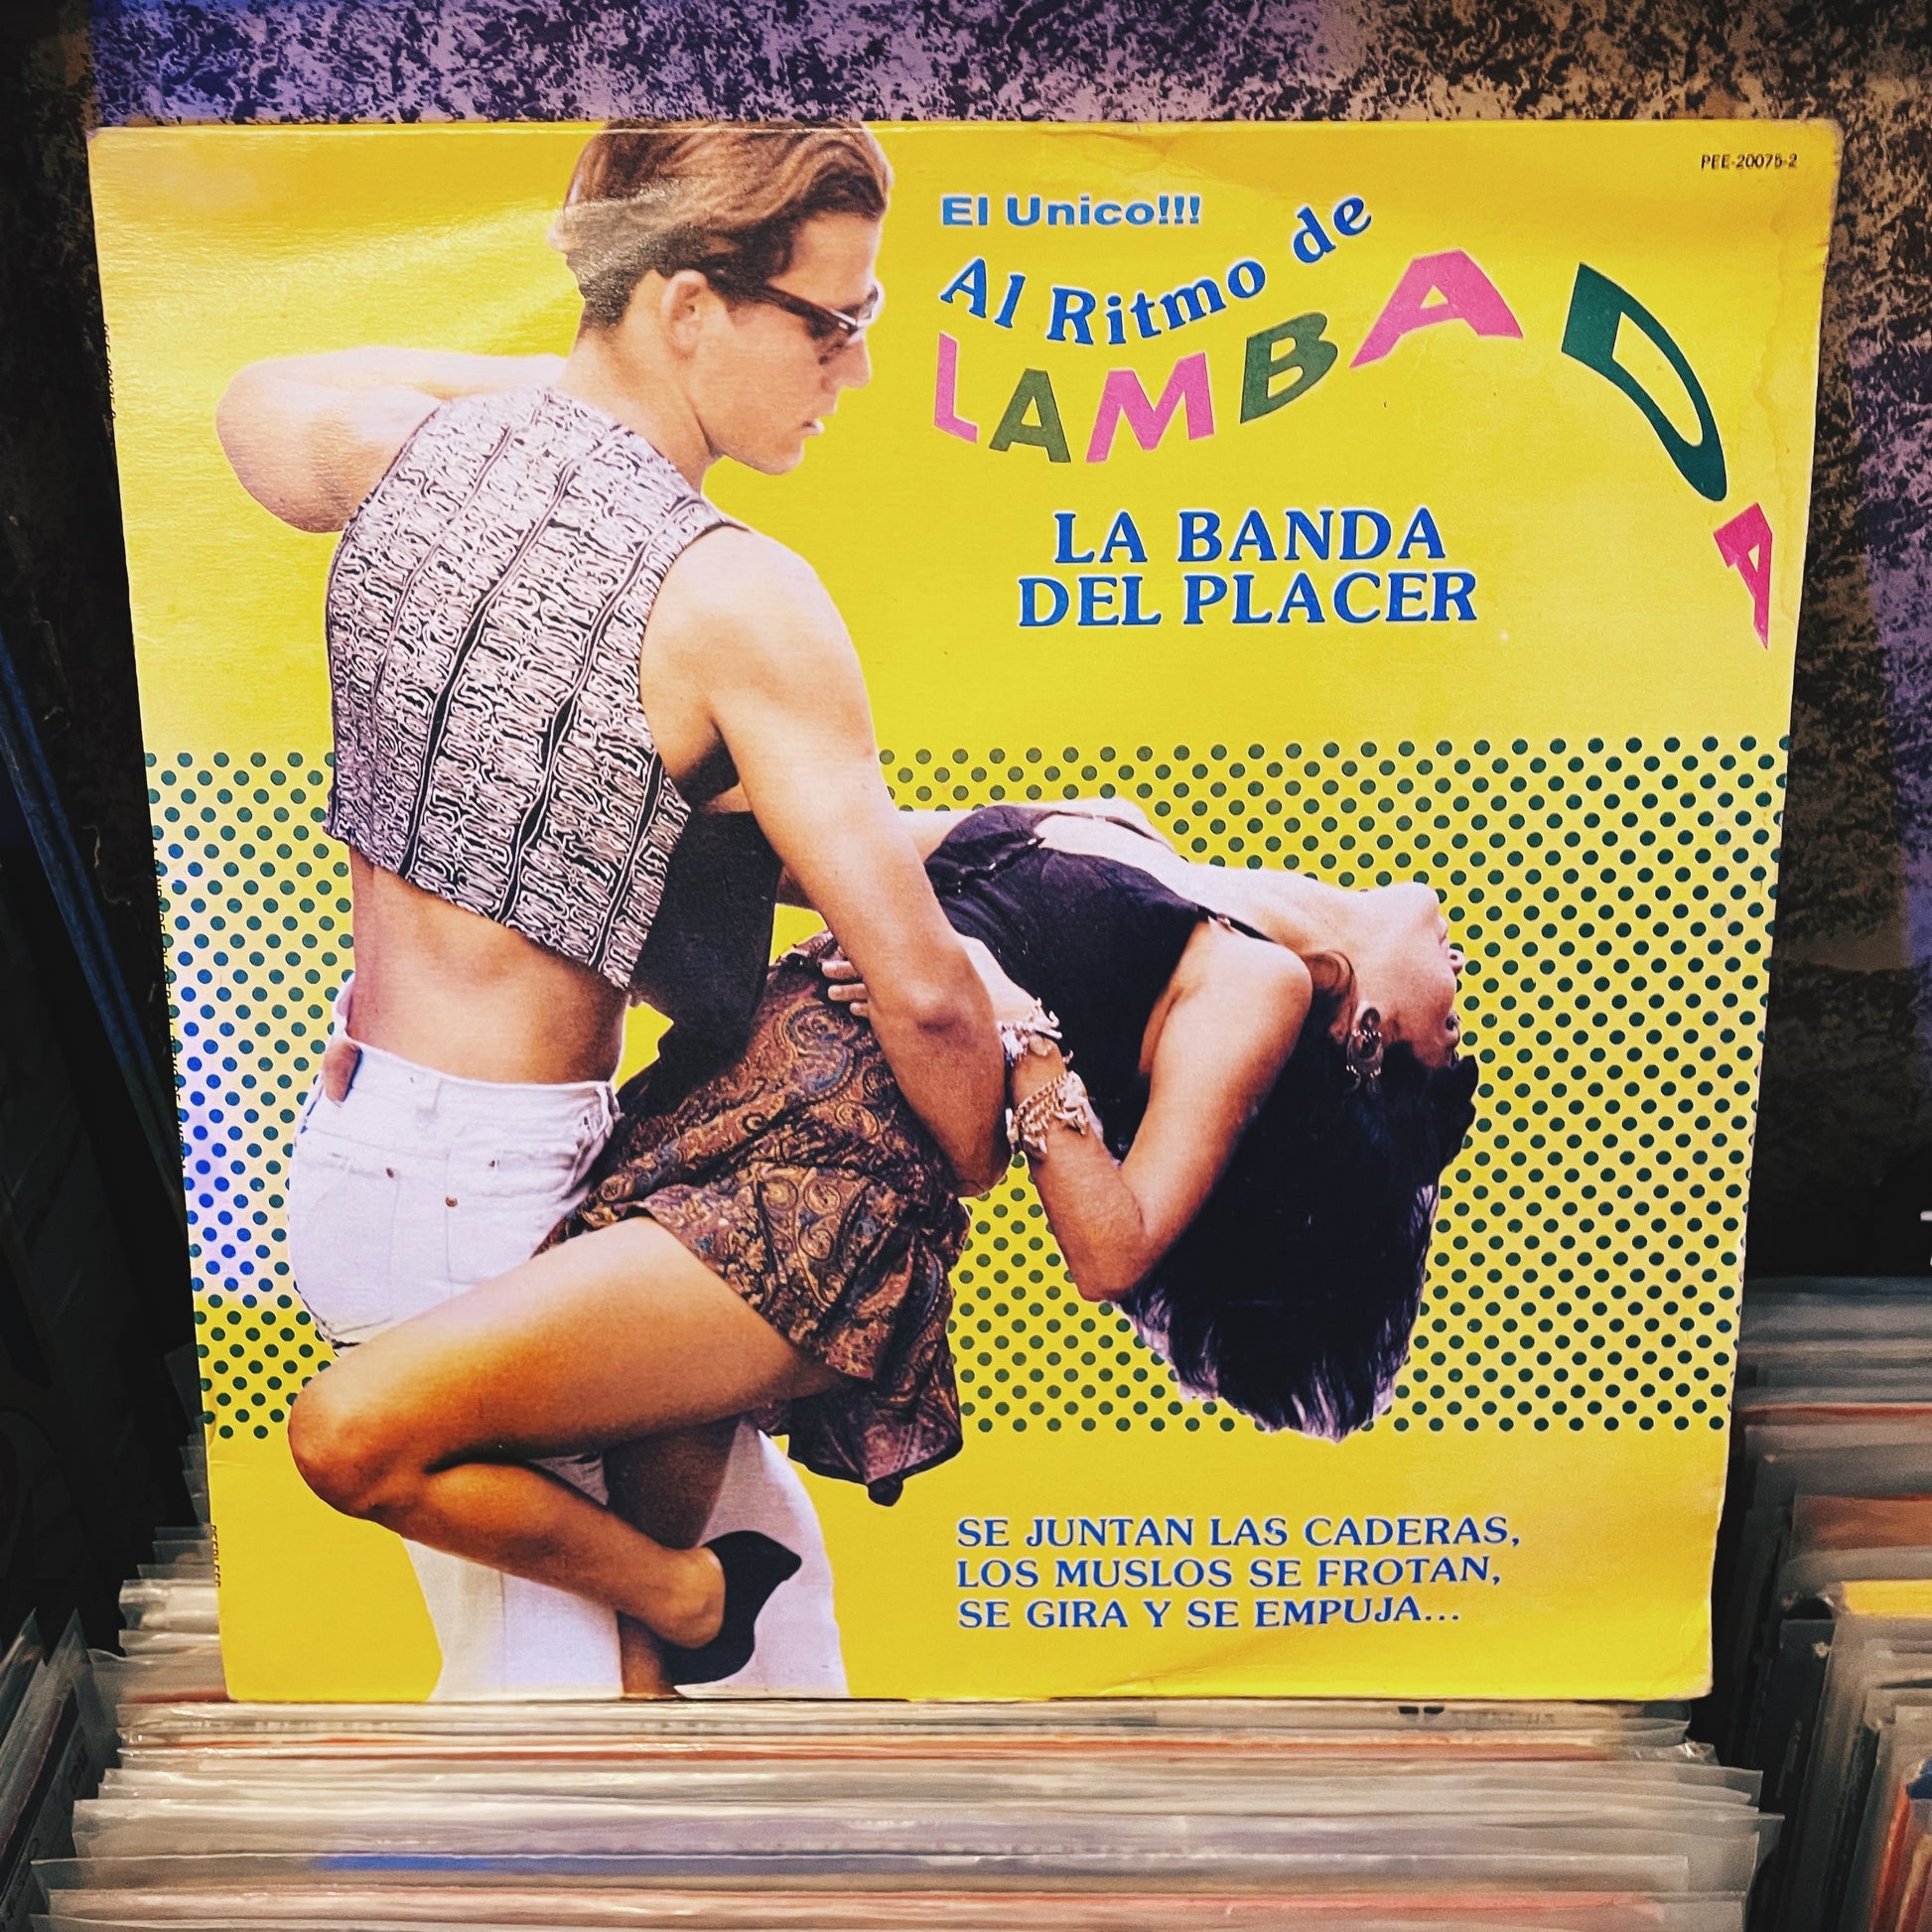 PEE-20075-2
El Unico!!!
Al Ritmo de
LAMBADA
LA BANDA
DEL PLACER
SE JUNTAN LAS CADERAS,
LOS MUSLOS SE FROTAN,
SE GIRA Y SE EMPUJA...
PEERLESS